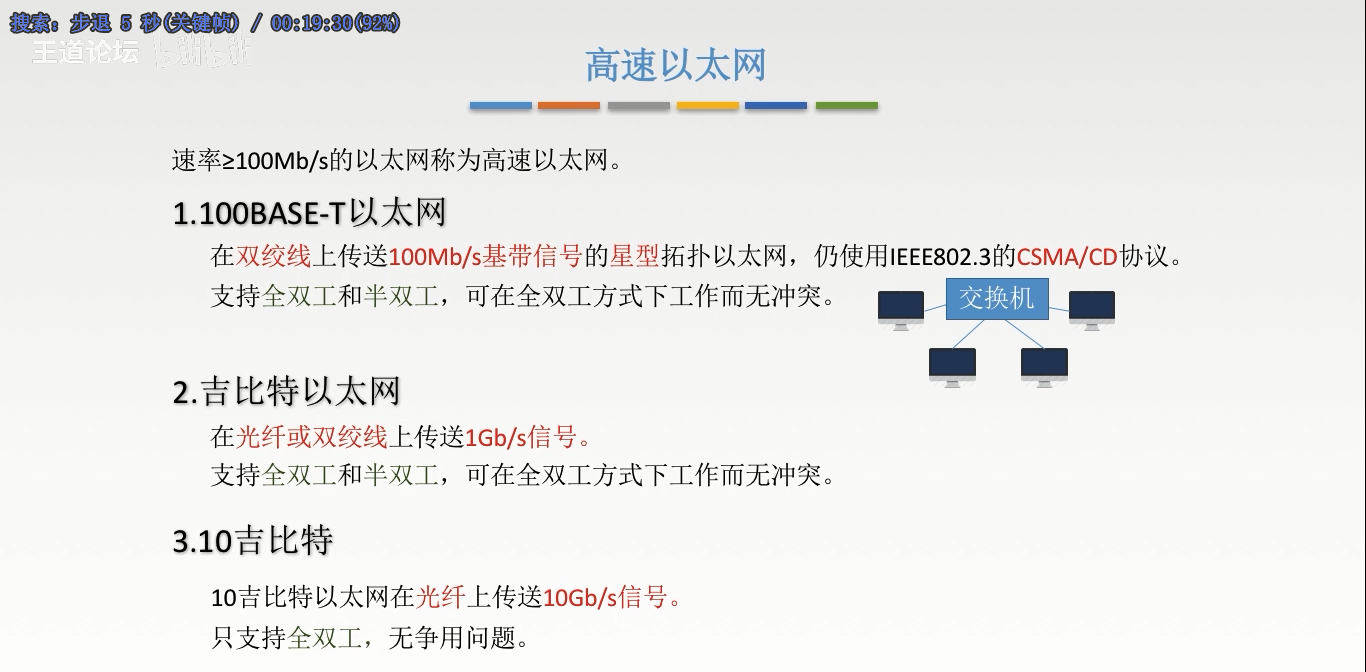 搜索: 步退 5 秒(关键帧) / 00:19:30(92%)
王道论坛 bilibili
高速以太网
速率≥100Mb/s的以太网称为高速以太网。
1.100BASE-T以太网
在双绞线上传送100Mb/s基带信号的星型拓扑以太网，仍使用IEEE802.3的CSMA/CD协议。
支持全双工和半双工，可在全双工方式下工作而无冲突。
交换机
2.吉比特以太网
在光纤或双绞线上传送1Gb/s信号。
支持全双工和半双工，可在全双工方式下工作而无冲突。
3.10吉比特
10吉比特以太网在光纤上传送10Gb/s信号。
只支持全双工，无争用问题。